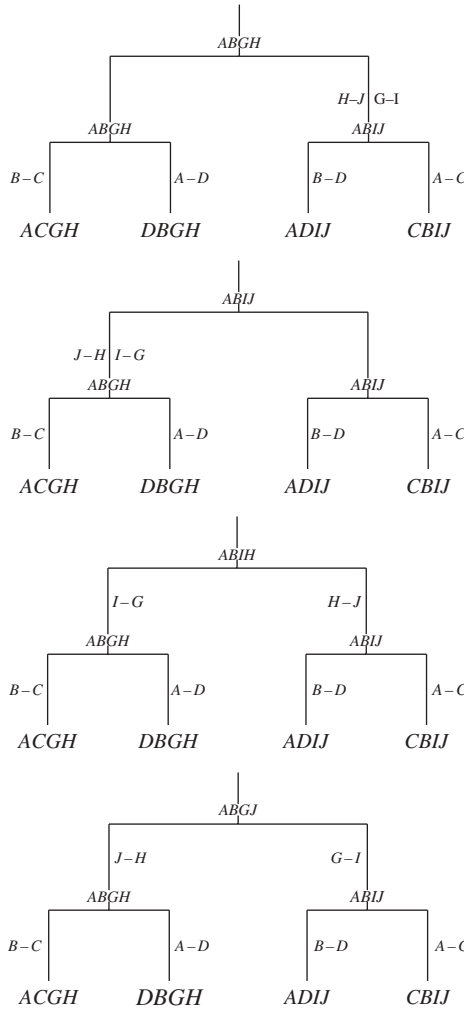 ABGH
H–J G–I
ABGH ABIJ
B–C A–D B–D A–C
ACGH DBGH ADIJ CBIJ
ABIJ
J–H I–G
ABGH ABIJ
B–C A–D B–D A–C
ACGH DBGH ADIJ CBIJ
ABIH
I–G H–J
ABGH ABIJ
B–C A–D B–D A–C
ACGH DBGH ADIJ CBIJ
ABGJ
J–H G–I
ABGH ABIJ
B–C A–D B–D A–C
ACGH DBGH ADIJ CBIJ